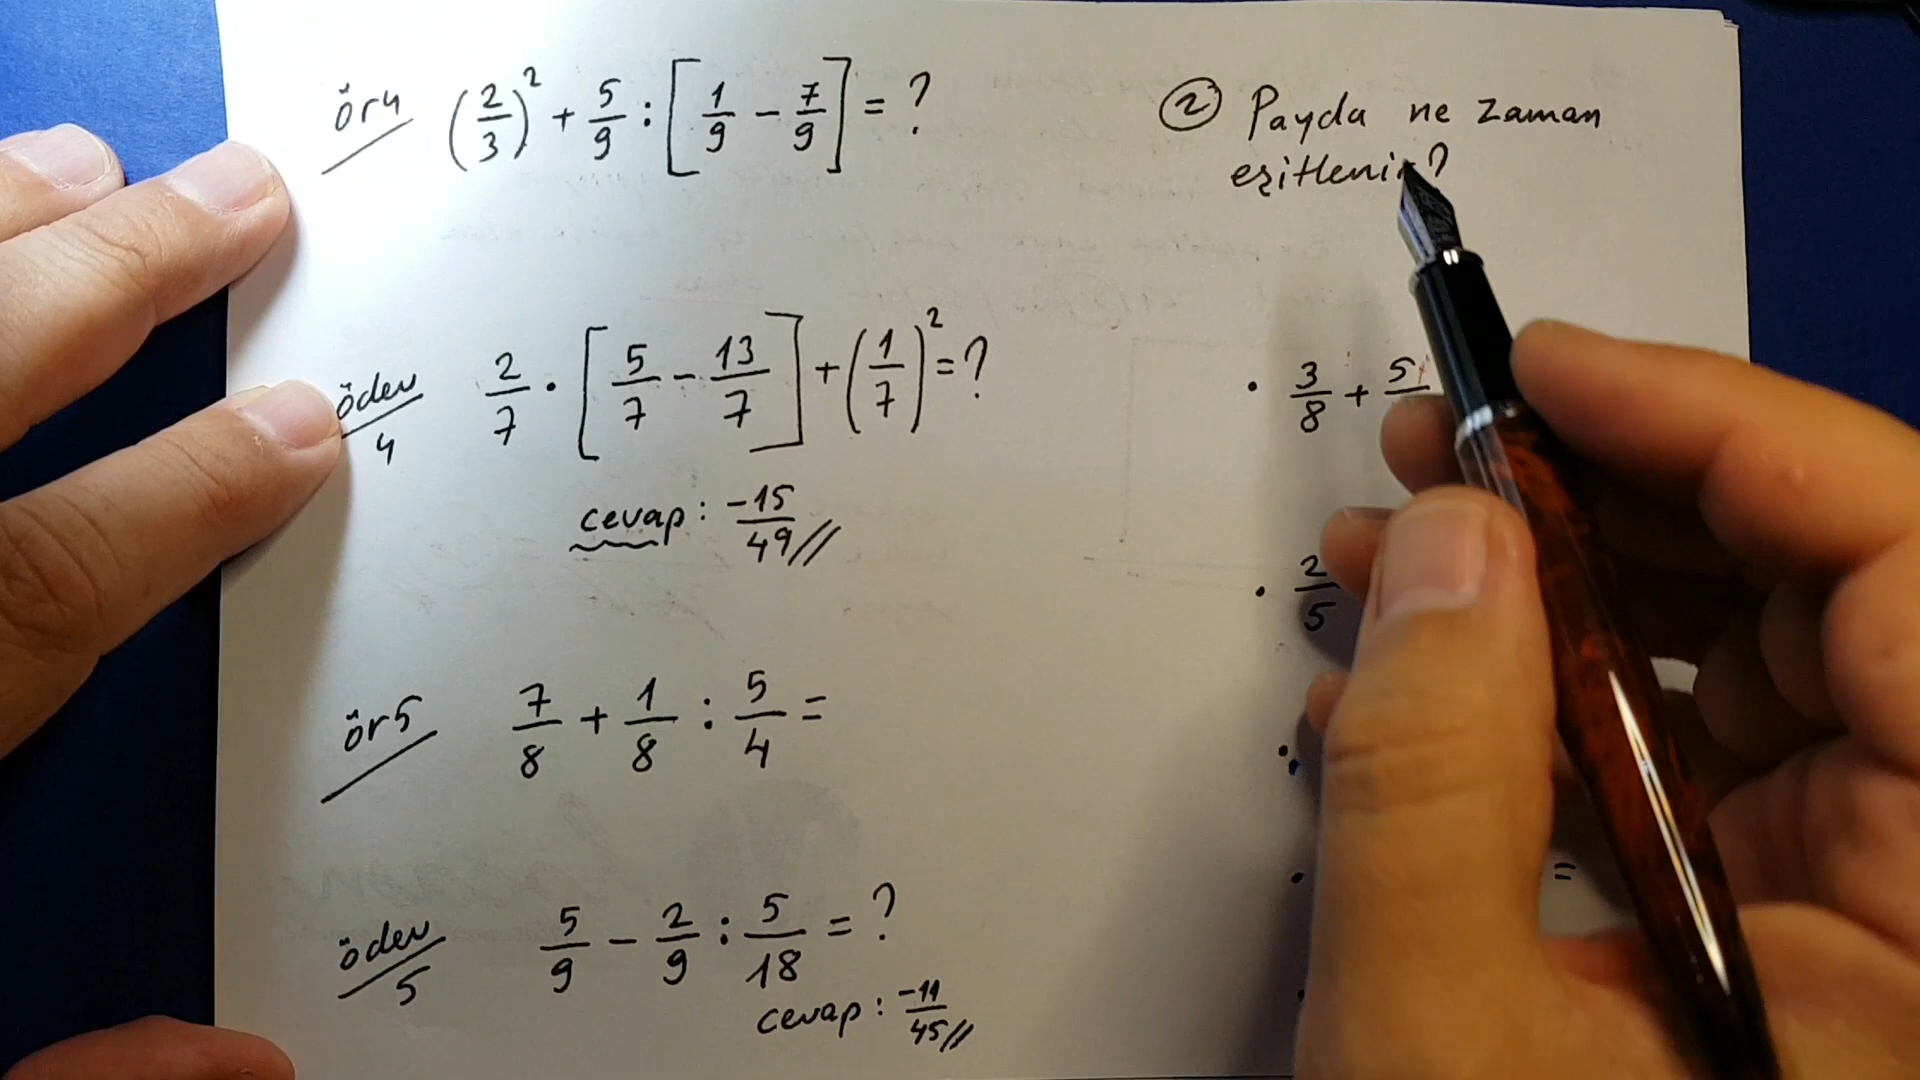 ör4 (2/3)² + 5/9 : [1/9 − 7/9] = ?
ödev 4 2/7 · [5/7 − 13/7] + (1/7)² = ?
cevap: −15/49 //
ör5 7/8 + 1/8 : 5/4 =
ödev 5 5/9 − 2/9 : 5/18 = ?
cevap: −11/45 //
② Payda ne zaman
eşitlenir?
• 3/8 + 5
• 2/5
•
• =